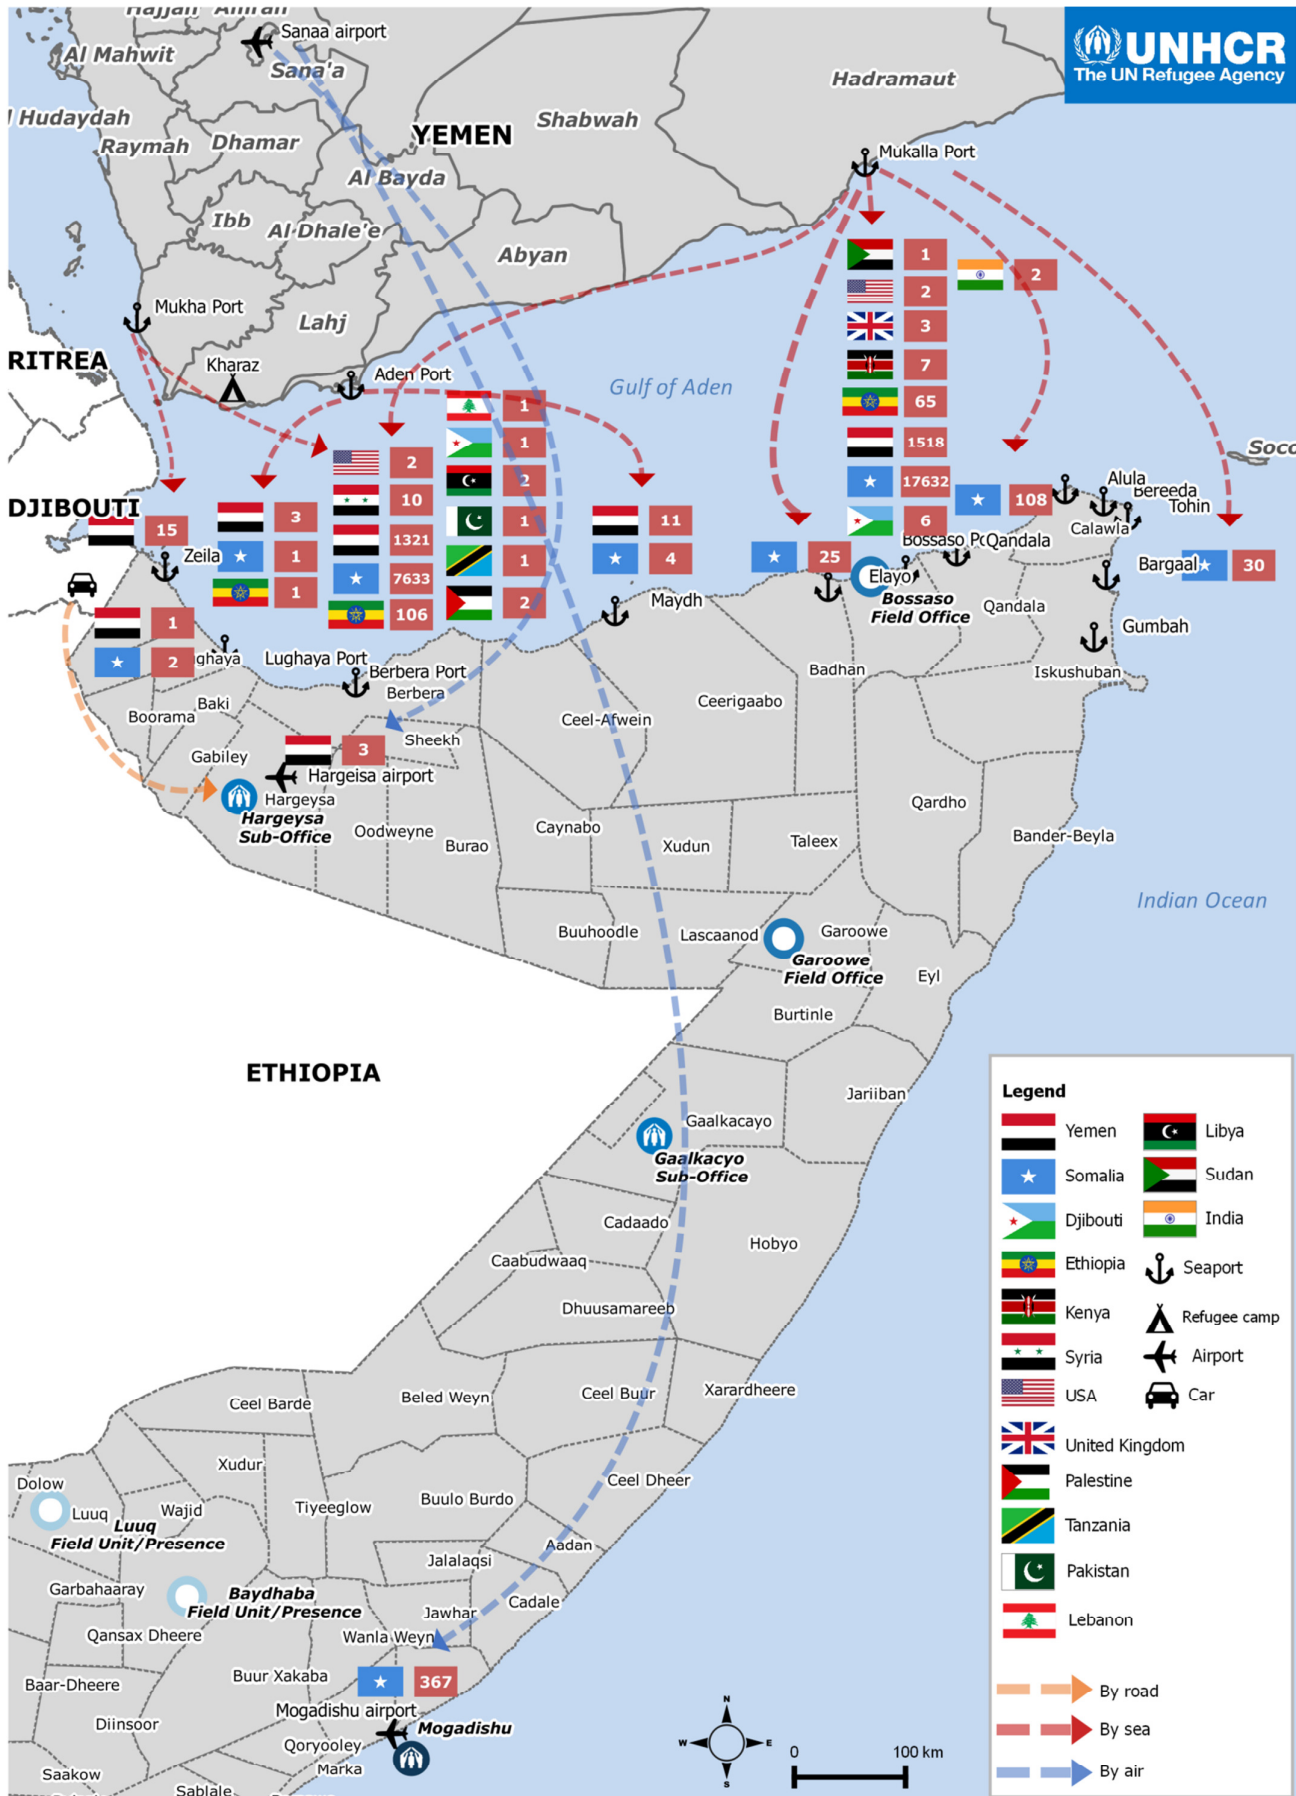 Hajjah
Amran
Sanaa airport
Sana'a
Al Mahwit
UNHCR
The UN Refugee Agency
Hadramaut
Shabwah
l Hudaydah
Raymah
Dhamar
YEMEN
Mukalla Port
Al Bayda
Ibb
Al Dhale'e
Abyan
1
2
2
Mukha Port
Lahj
3
RITREA
Kharaz
Aden Port
Gulf of Aden
7
1
65
1
1518
2
2
Soco
10
17632
108
Alula
Bereeda
Tohin
DJIBOUTI
15
3
1
11
6
Calawla
1321
Bossaso Po
Qandala
Zeila
1
1
4
25
Bargaal
30
7633
Elayo
1
2
Bossaso
Field Office
Qandala
106
Maydh
1
Gumbah
2
ghaya
Lughaya Port
Berbera Port
Badhan
Iskushuban
Berbera
Baki
Ceerigaabo
Boorama
Ceel-Afwein
Sheekh
3
Gabiley
Hargeisa airport
Hargeysa
Hargeysa
Sub-Office
Qardho
Oodweyne
Caynabo
Burao
Xudun
Taleex
Bander-Beyla
Indian Ocean
Buuhoodle
Lascaanod
Garoowe
Garoowe
Field Office
Eyl
Burtinle
ETHIOPIA
Jariiban
Gaalkacayo
Gaalkacyo
Sub-Office
Cadaado
Hobyo
Caabudwaaq
Dhuusamareeb
Ceel Buur
Xarardheere
Beled Weyn
Ceel Barde
Xudur
Ceel Dheer
Dolow
Luuq
Luuq
Field Unit/Presence
Wajid
Tiyeeglow
Buulo Burdo
Aadan
Jalalaqsi
Garbahaaray
Baydhaba
Field Unit/Presence
Cadale
Jawhar
Qansax Dheere
Wanla Weyn
Buur Xakaba
Baar-Dheere
367
Mogadishu airport
Diinsoor
Mogadishu
Qoryooley
Marka
Saakow
Sablale
Legend
Yemen
Libya
Somalia
Sudan
Djibouti
India
Ethiopia
Seaport
Kenya
Refugee camp
Syria
Airport
USA
Car
United Kingdom
Palestine
Tanzania
Pakistan
Lebanon
By road
By sea
By air
N
W
E
S
0
100 km